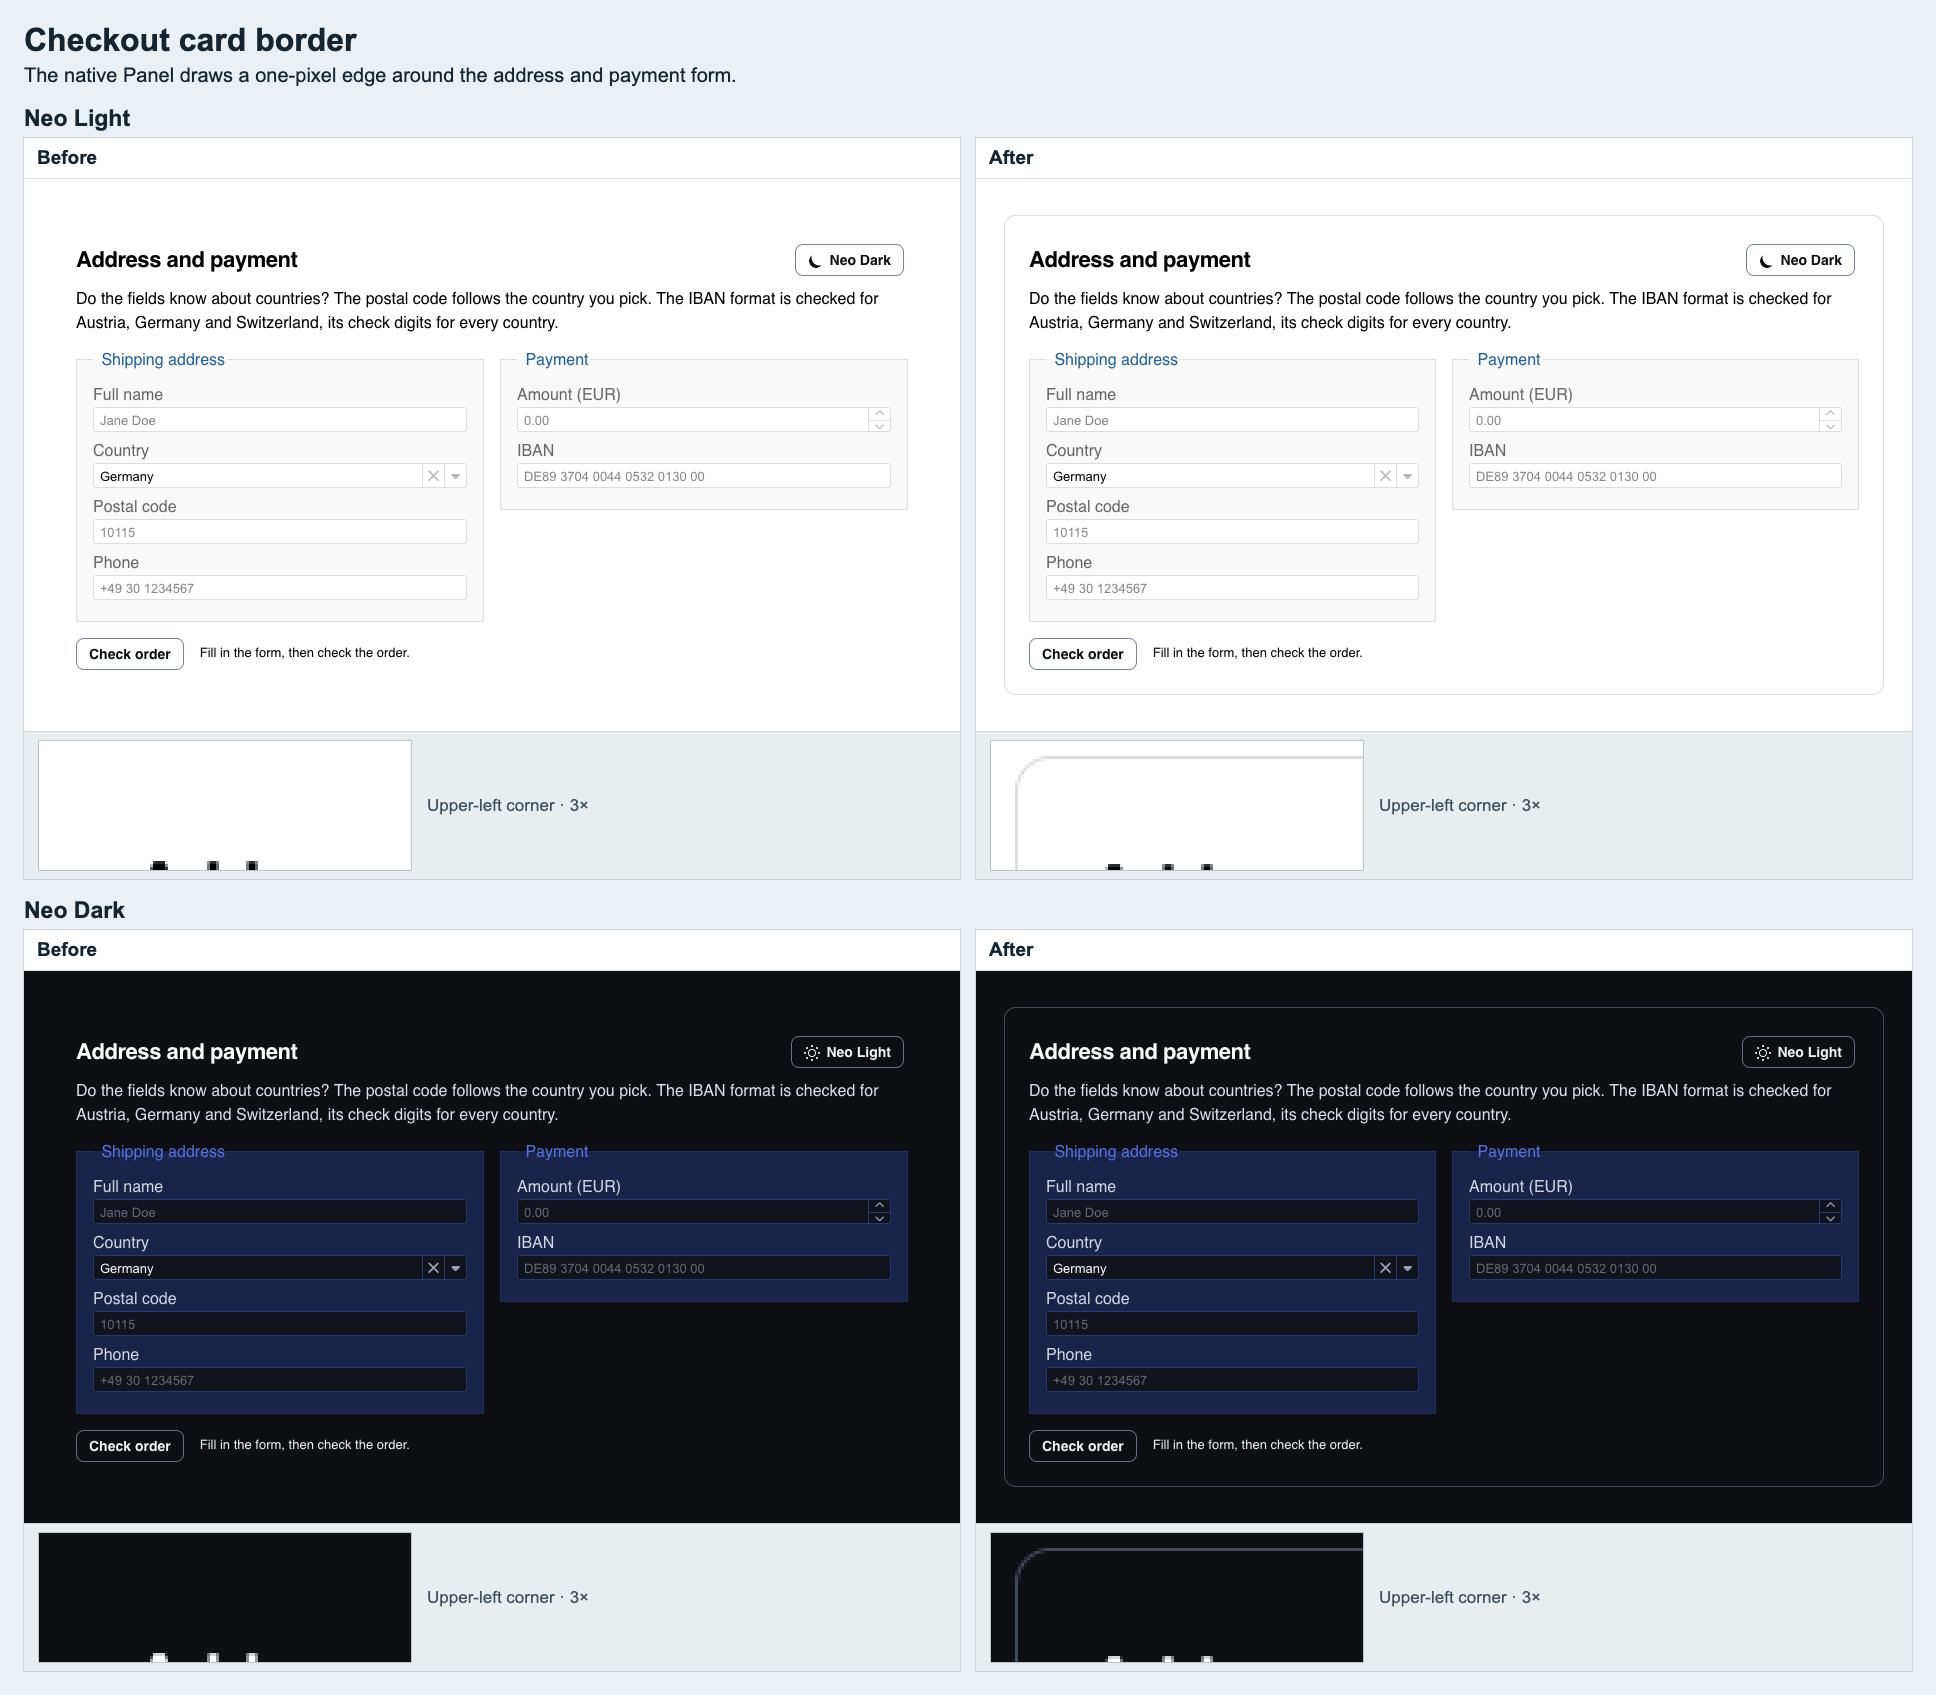 Checkout card border
The native Panel draws a one-pixel edge around the address and payment form.
Neo Light
Before
Address and payment
Neo Dark
Do the fields know about countries? The postal code follows the country you pick. The IBAN format is checked for
Austria, Germany and Switzerland, its check digits for every country.
Shipping address
Full name
Jane Doe
Country
Germany
Postal code
10115
Phone
+49 30 1234567
Payment
Amount (EUR)
0.00
IBAN
DE89 3704 0044 0532 0130 00
Check order
Fill in the form, then check the order.
Upper-left corner · 3×
After
Address and payment
Neo Dark
Do the fields know about countries? The postal code follows the country you pick. The IBAN format is checked for
Austria, Germany and Switzerland, its check digits for every country.
Shipping address
Full name
Jane Doe
Country
Germany
Postal code
10115
Phone
+49 30 1234567
Payment
Amount (EUR)
0.00
IBAN
DE89 3704 0044 0532 0130 00
Check order
Fill in the form, then check the order.
Upper-left corner · 3×
Neo Dark
Before
Address and payment
Neo Light
Do the fields know about countries? The postal code follows the country you pick. The IBAN format is checked for
Austria, Germany and Switzerland, its check digits for every country.
Shipping address
Full name
Jane Doe
Country
Germany
Postal code
10115
Phone
+49 30 1234567
Payment
Amount (EUR)
0.00
IBAN
DE89 3704 0044 0532 0130 00
Check order
Fill in the form, then check the order.
Upper-left corner · 3×
After
Address and payment
Neo Light
Do the fields know about countries? The postal code follows the country you pick. The IBAN format is checked for
Austria, Germany and Switzerland, its check digits for every country.
Shipping address
Full name
Jane Doe
Country
Germany
Postal code
10115
Phone
+49 30 1234567
Payment
Amount (EUR)
0.00
IBAN
DE89 3704 0044 0532 0130 00
Check order
Fill in the form, then check the order.
Upper-left corner · 3×